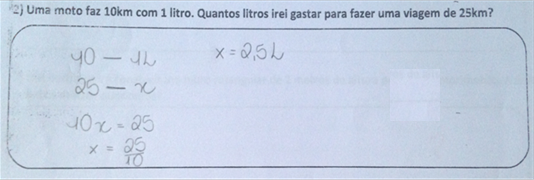 2) Uma moto faz 10km com 1 litro. Quantos litros irei gastar para fazer uma viagem de 25km?
10 — 1L
25 — x
10x = 25
x = 25/10
x = 2,5 L